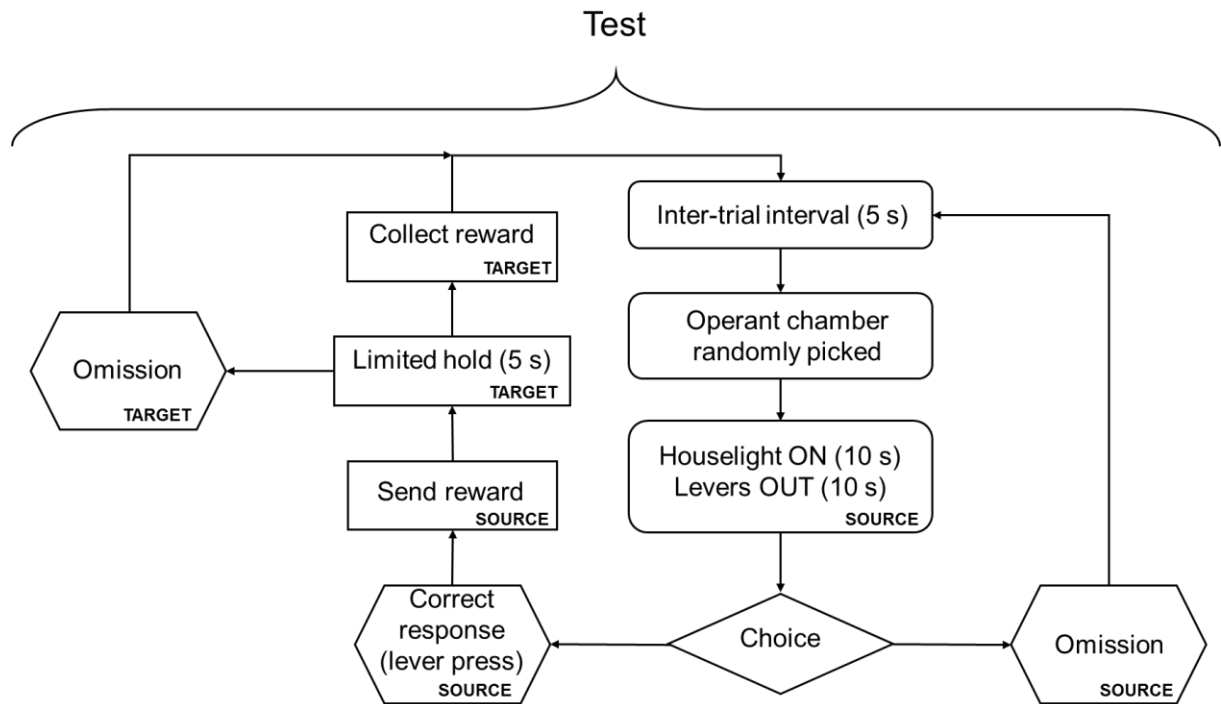 Test
Inter-trial interval (5 s)
Operant chamber
randomly picked
Houselight ON (10 s)
Levers OUT (10 s)
SOURCE
Choice
Omission
SOURCE
Correct
response
(lever press)
SOURCE
Send reward
SOURCE
Limited hold (5 s)
TARGET
Omission
TARGET
Collect reward
TARGET